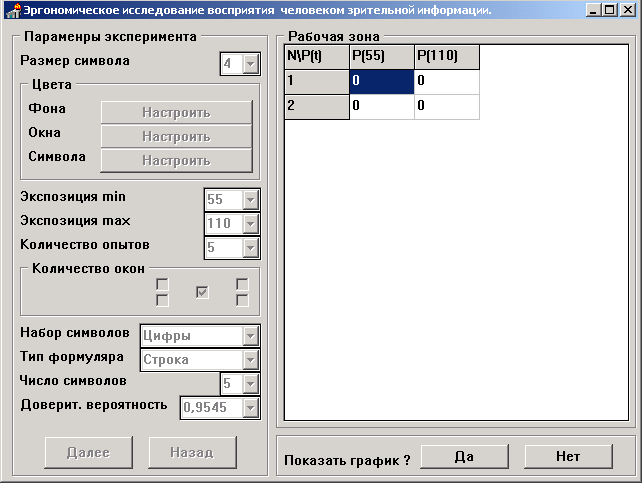 Эргономическое исследование восприятия человеком зрительной информации.
Параменры эксперимента
Размер символа 4
Цвета
Фона Настроить
Окна Настроить
Символа Настроить
Экспозиция min 55
Экспозиция max 110
Количество опытов 5
Количество окон
Набор символов Цифры
Тип формуляра Строка
Число символов 5
Доверит. вероятность 0,9545
Далее Назад
Рабочая зона
N\P(t) P(55) P(110)
1 0 0
2 0 0
Показать график ? Да Нет